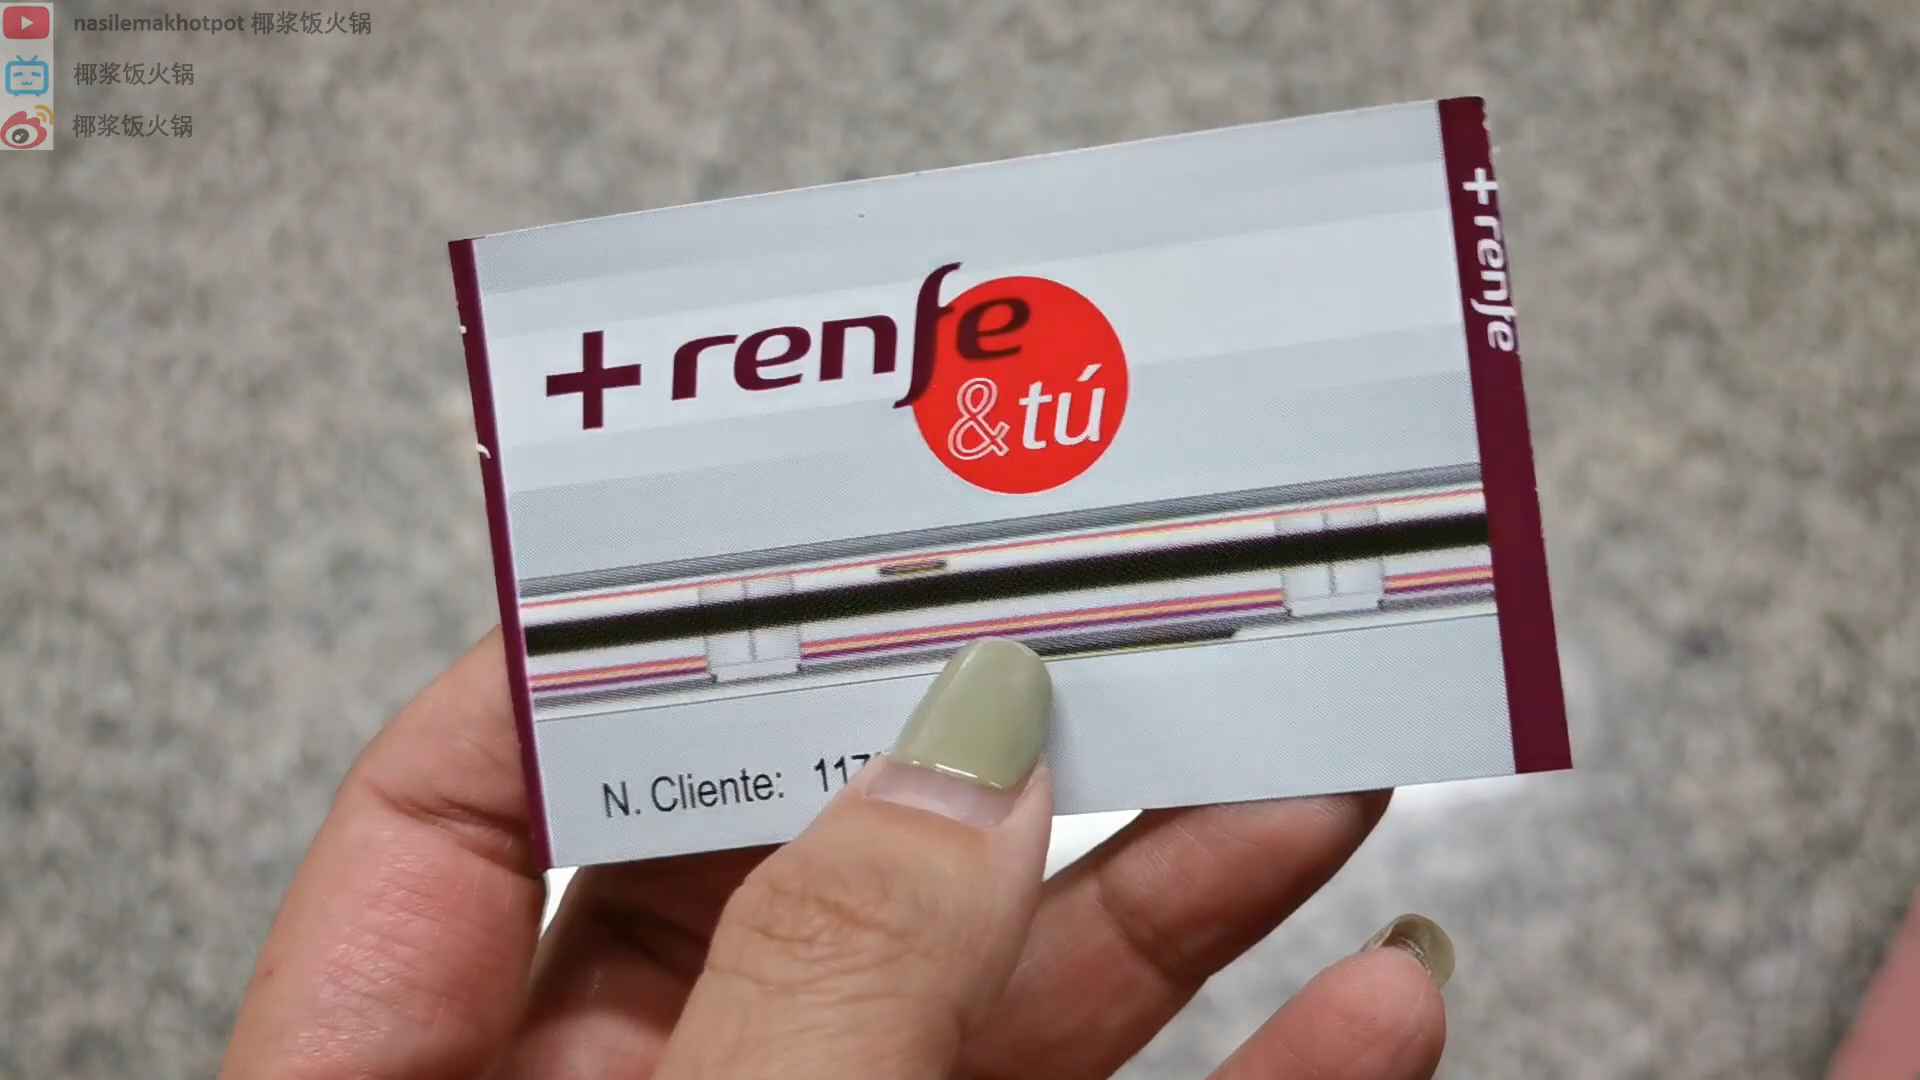 nasilemakhotpot 椰浆饭火锅
椰浆饭火锅
椰浆饭火锅
+renfe
&tú
+renfe
N. Cliente: 117